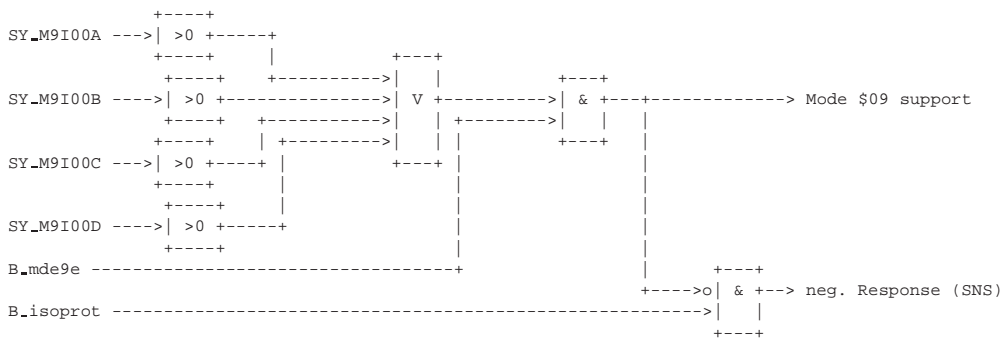 SY_M9I00A --->| >0 +-----+
SY_M9I00B ---->| >0 +---------------->| V +---------->| & +---+-------------> Mode $09 support
SY_M9I00C --->| >0 +----+
SY_M9I00D ---->| >0 +-----+
B_mde9e -----------------------------------+
+---->o| & +--> neg. Response (SNS)
B_isoprot --------------------------------------------------------->| |